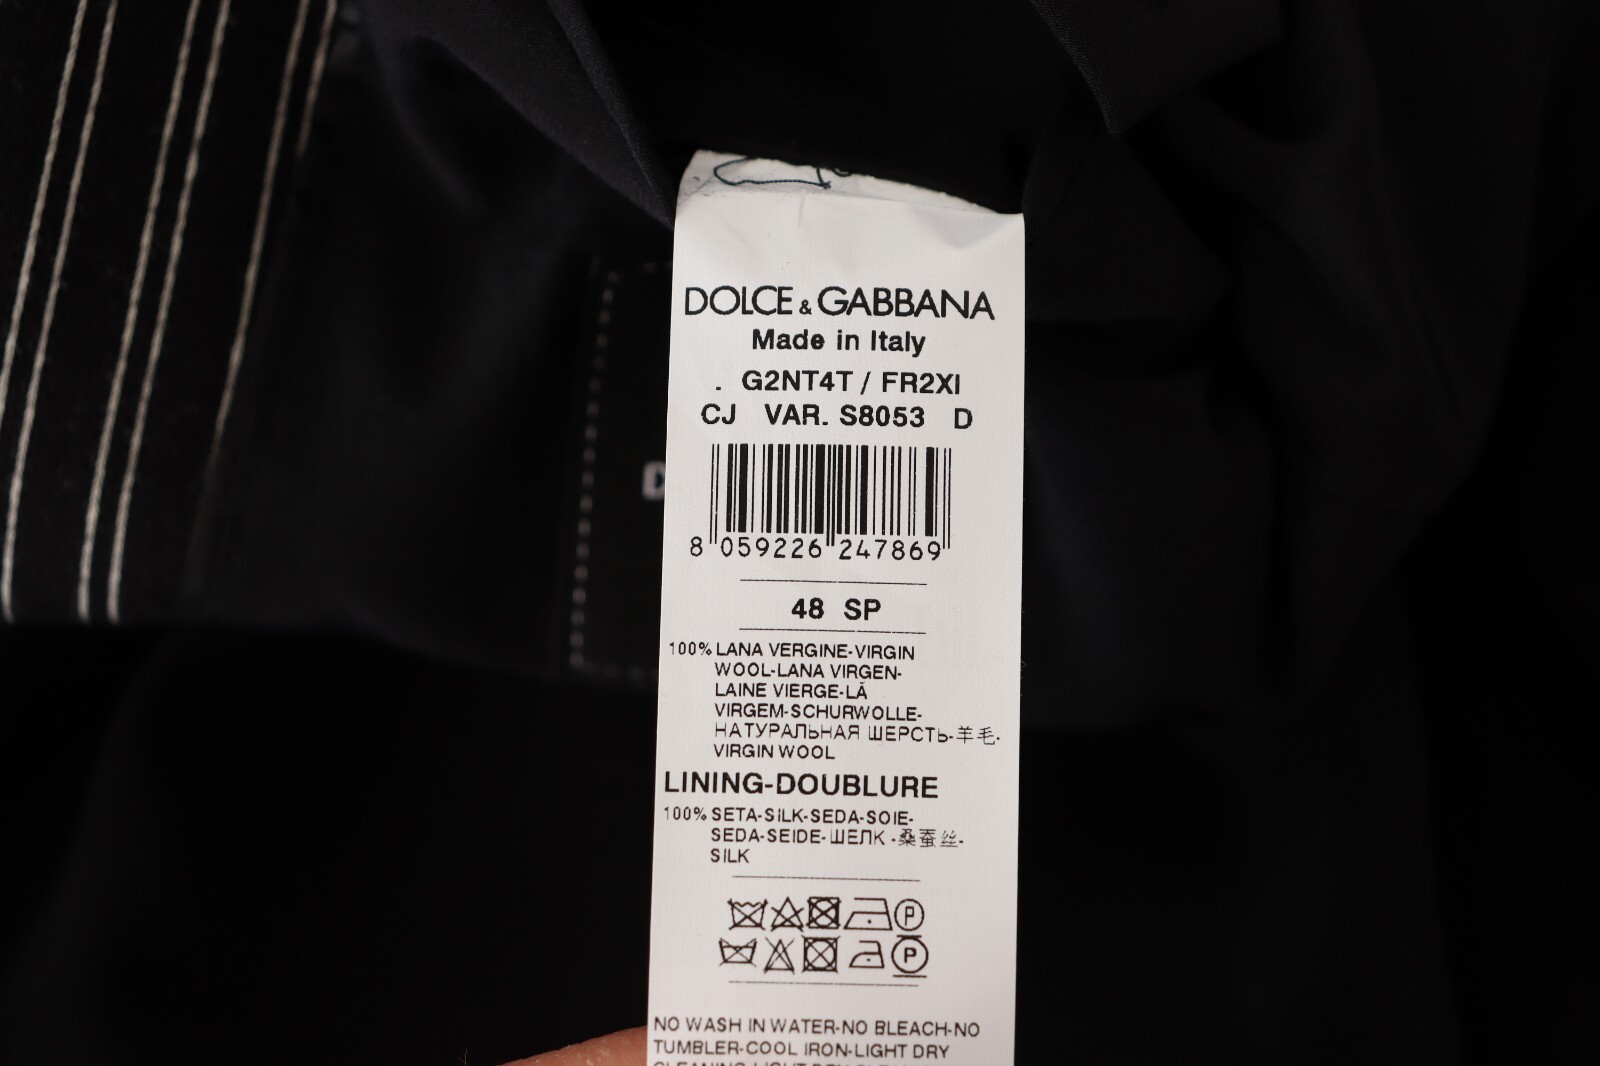 DOLCE & GABBANA
Made in Italy
. G2NT4T / FR2XI
CJ VAR. S8053 D
8 059226 247869
48 SP
100% LANA VERGINE-VIRGIN
WOOL-LANA VIRGEN-
LAINE VIERGE-LÃ
VIRGEM-SCHURWOLLE-
НАТУРАЛЬНАЯ ШЕРСТЬ-羊毛-
VIRGIN WOOL
LINING-DOUBLURE
100% SETA-SILK-SEDA-SOIE-
SEDA-SEIDE-ШЕЛК -桑蚕丝-
SILK
P
P
NO WASH IN WATER-NO BLEACH-NO
TUMBLER-COOL IRON-LIGHT DRY